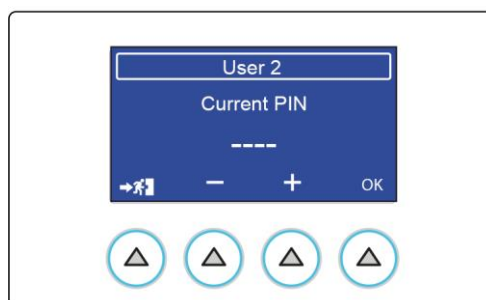 User 2
Current PIN
----
− + OK